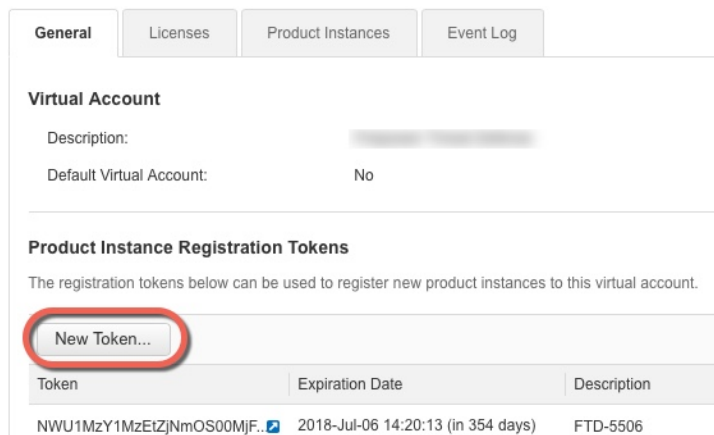 General Licenses Product Instances Event Log
Virtual Account
Description:
Default Virtual Account: No
Product Instance Registration Tokens
The registration tokens below can be used to register new product instances to this virtual account.
New Token...
Token Expiration Date Description
NWU1MzY1MzEtZjNmOS00MjF.. 2018-Jul-06 14:20:13 (in 354 days) FTD-5506